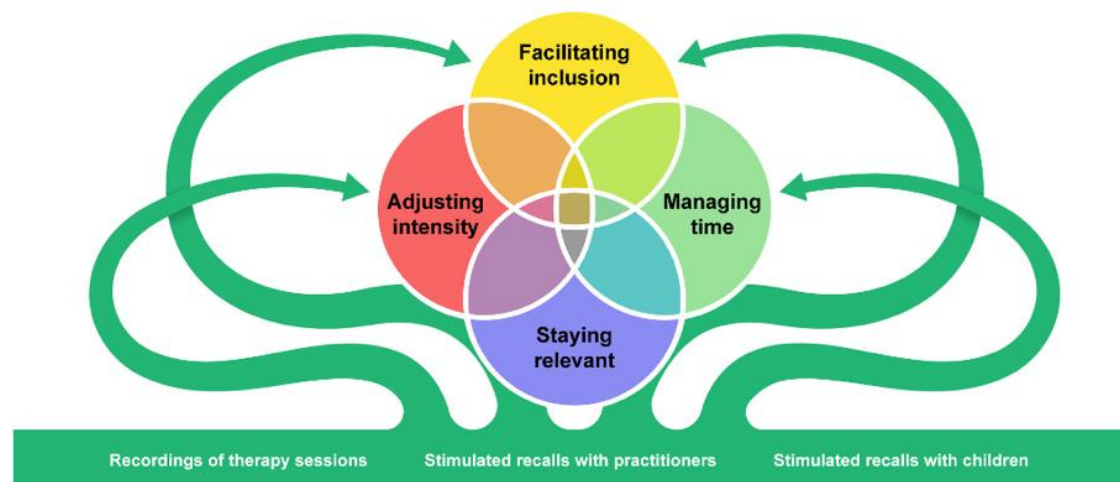 Facilitating
inclusion
Adjusting
intensity
Managing
time
Staying
relevant
Recordings of therapy sessions
Stimulated recalls with practitioners
Stimulated recalls with children